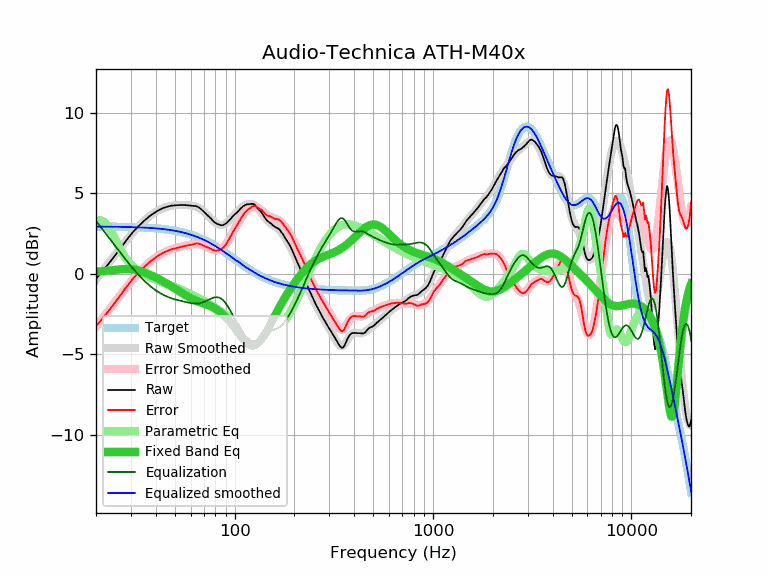 Audio-Technica ATH-M40x
10
5
0
−5
−10
Amplitude (dBr)
Target
Raw Smoothed
Error Smoothed
Raw
Error
Parametric Eq
Fixed Band Eq
Equalization
Equalized smoothed
100
1000
10000
Frequency (Hz)